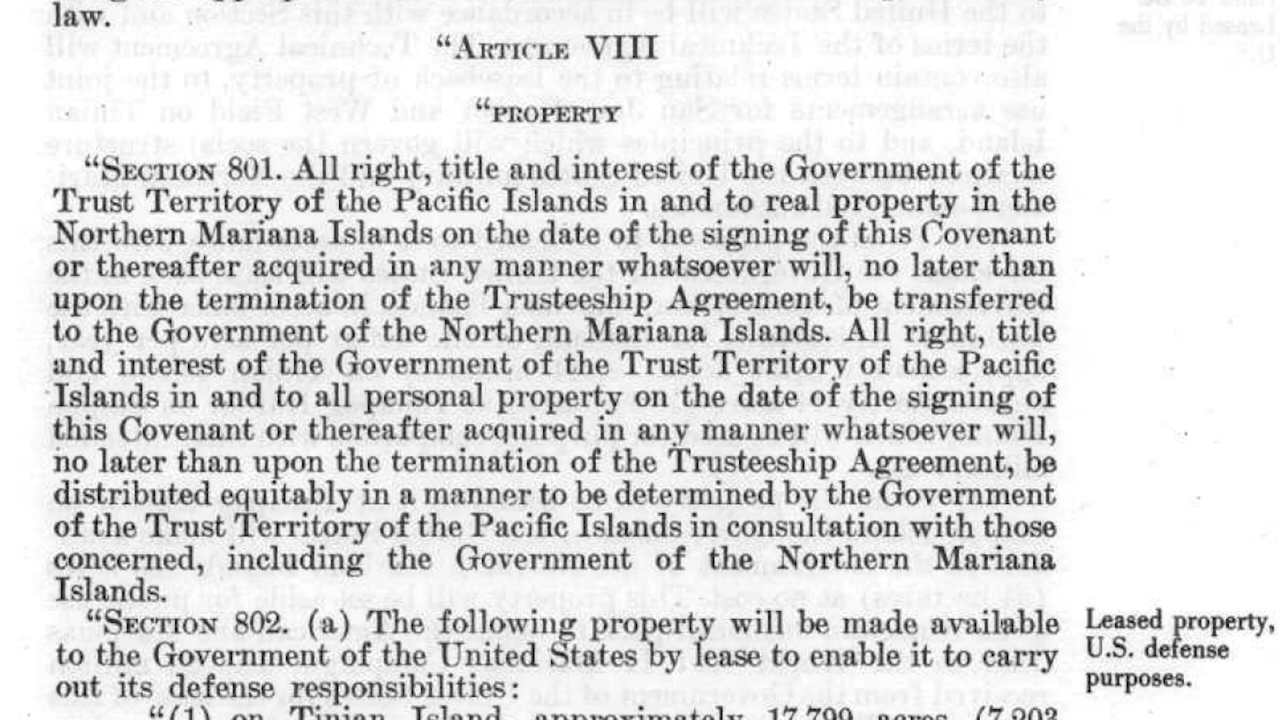 law.
“ARTICLE VIII
“PROPERTY
“SECTION 801. All right, title and interest of the Government of the
Trust Territory of the Pacific Islands in and to real property in the
Northern Mariana Islands on the date of the signing of this Covenant
or thereafter acquired in any manner whatsoever will, no later than
upon the termination of the Trusteeship Agreement, be transferred
to the Government of the Northern Mariana Islands. All right, title
and interest of the Government of the Trust Territory of the Pacific
Islands in and to all personal property on the date of the signing of
this Covenant or thereafter acquired in any manner whatsoever will,
no later than upon the termination of the Trusteeship Agreement, be
distributed equitably in a manner to be determined by the Government
of the Trust Territory of the Pacific Islands in consultation with those
concerned, including the Government of the Northern Mariana
Islands.
“SECTION 802. (a) The following property will be made available
to the Government of the United States by lease to enable it to carry
out its defense responsibilities:
“(1) on Tinian Island, approximately 17,799 acres (7,203
Leased property,
U.S. defense
purposes.